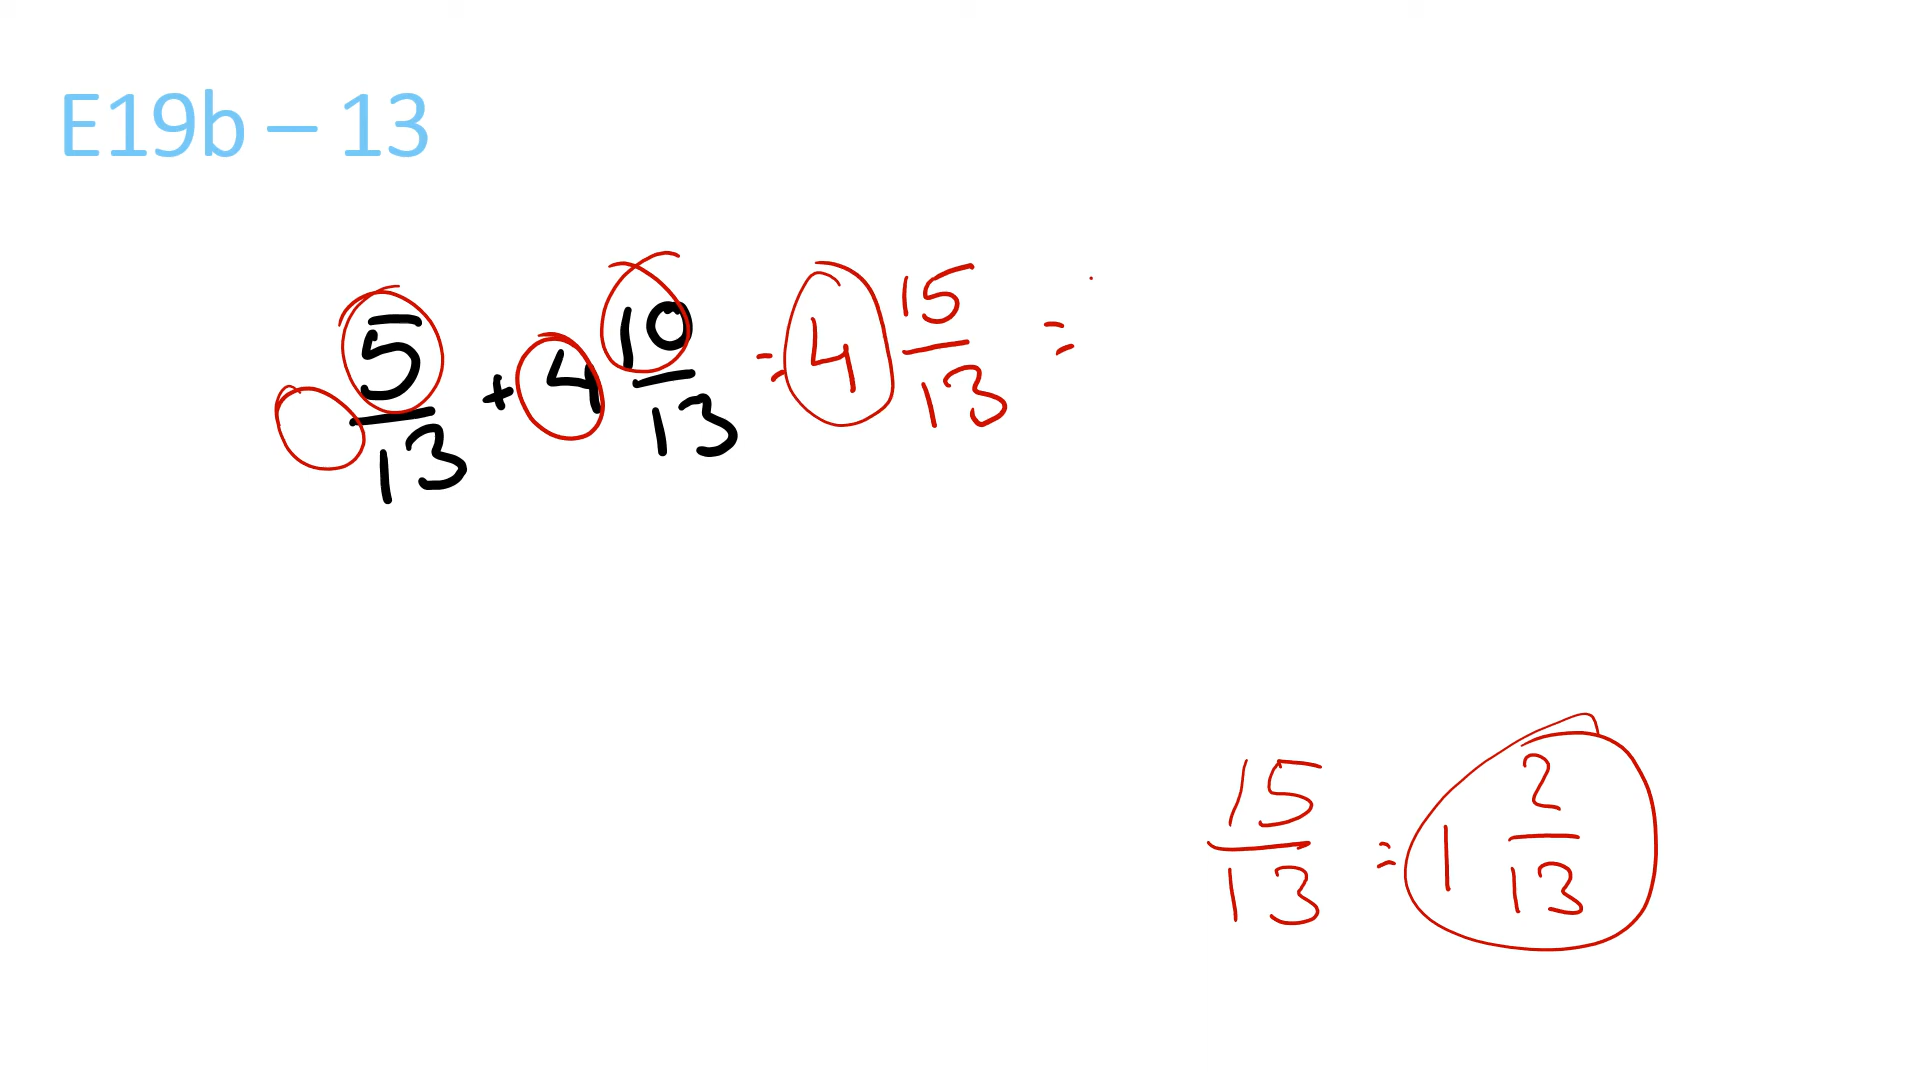 E19b – 13
5/13 + 4 10/13 = 4 15/13 =
15/13 = 1 2/13